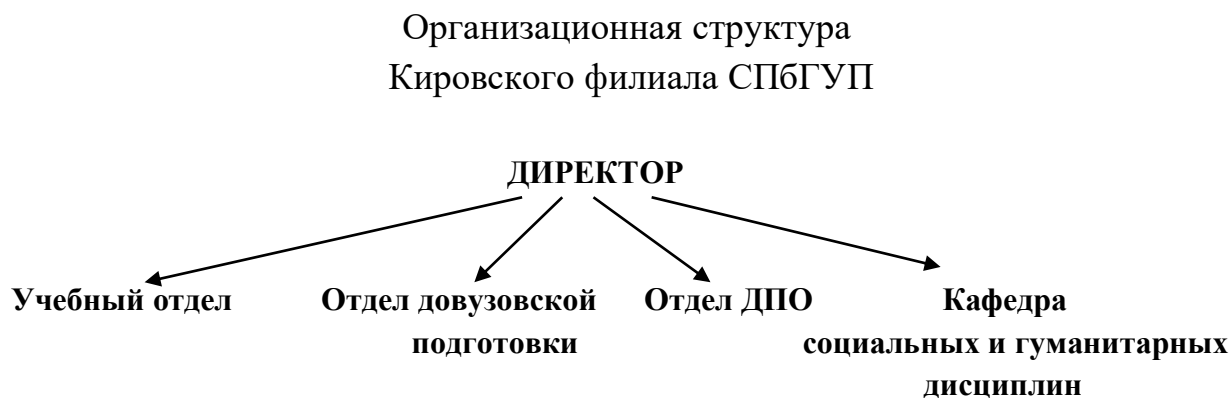 Организационная структура
Кировского филиала СПбГУП
ДИРЕКТОР
Учебный отдел
Отдел довузовской
подготовки
Отдел ДПО
Кафедра
социальных и гуманитарных
дисциплин